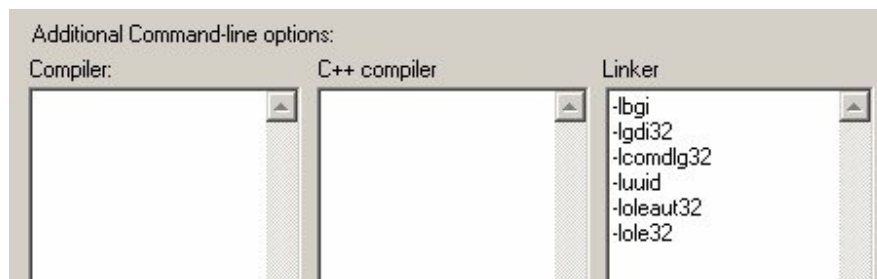 Additional Command-line options:
Compiler:
C++ compiler
Linker
-lbgi
-lgdi32
-lcomdlg32
-luuid
-loleaut32
-lole32